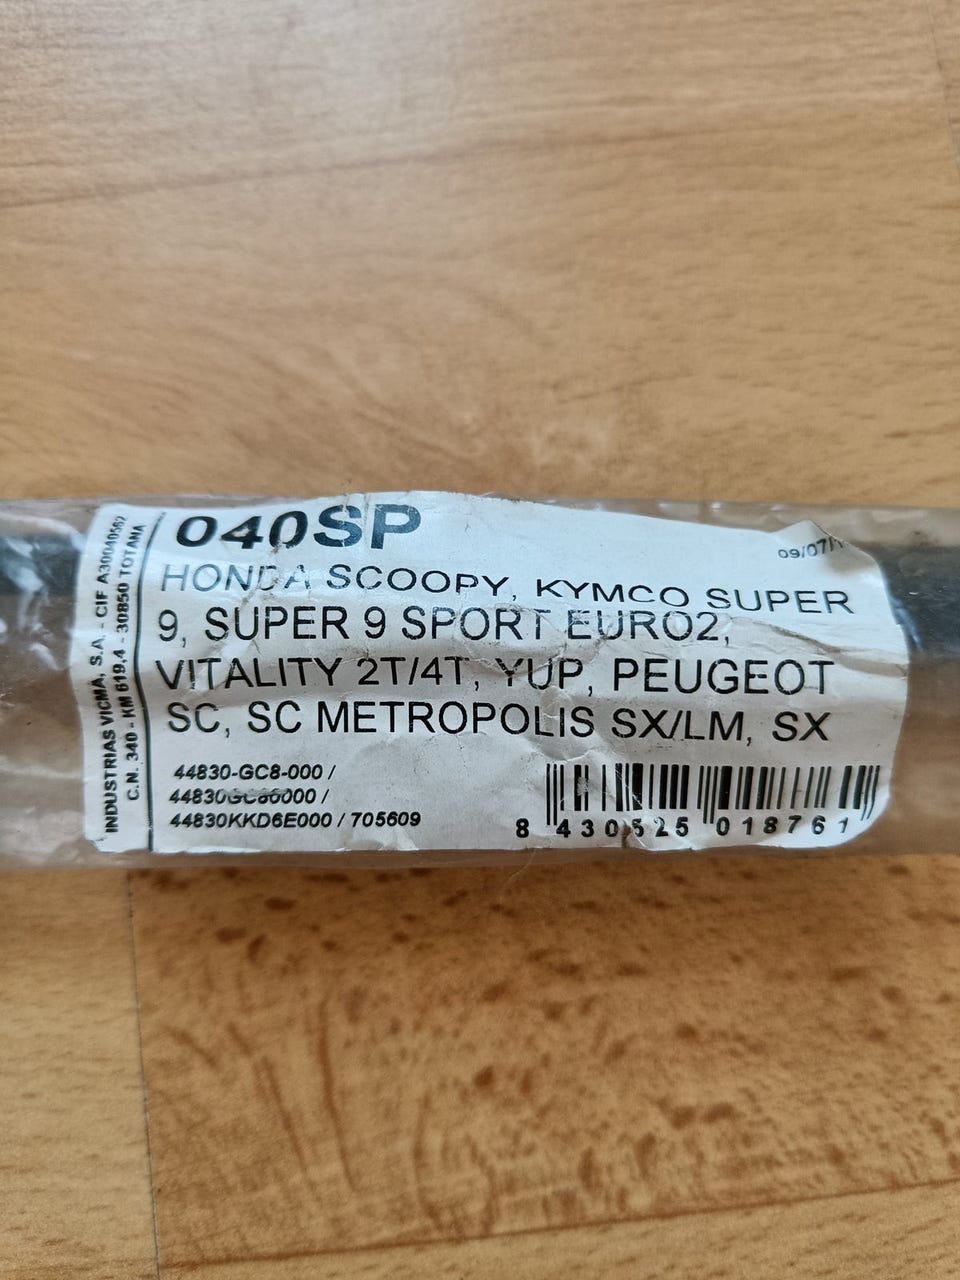 040SP
09/07/1
HONDA SCOOPY, KYMCO SUPER
9, SUPER 9 SPORT EURO2,
VITALITY 2T/4T, YUP, PEUGEOT
SC, SC METROPOLIS SX/LM, SX
44830-GC8-000 /
44830GC86000 /
44830KKD6E000 / 705609
8 430525 018761
INDUSTRIAS VICMA, S.A. - CIF A30040562
C.N. 340 - KM 619,4 - 30850 TOTANA